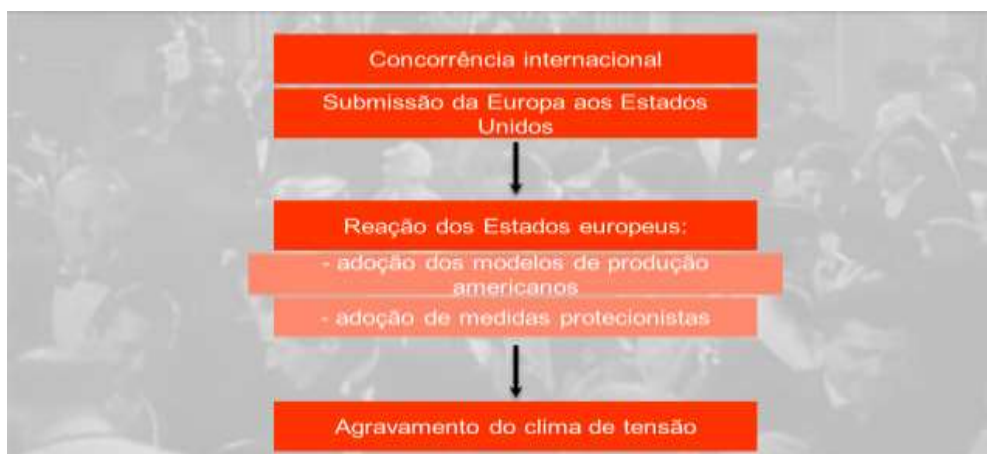 Concorrência internacional
Submissão da Europa aos Estados
Unidos
Reação dos Estados europeus:
- adoção dos modelos de produção
americanos
- adoção de medidas protecionistas
Agravamento do clima de tensão